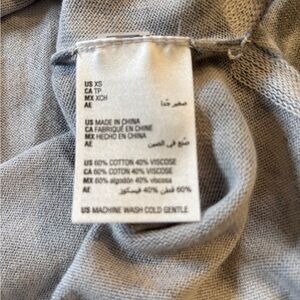 US XS
CA TP
MX XCH
AE صغير جدا
US MADE IN CHINA
CA FABRIQUÉ EN CHINE
MX HECHO EN CHINA
AE صنع في الصين
US 60% COTTON 40% VISCOSE
CA 60% COTON 40% VISCOSE
MX 60% algodón 40% viscosa
AE 60% قطن 40% فيسكوز
US MACHINE WASH COLD GENTLE